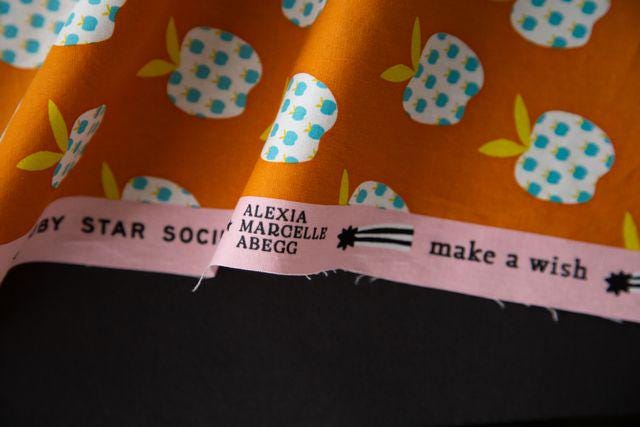 BY STAR SOCI
ALEXIA
MARCELLE
ABEGG
make a wish